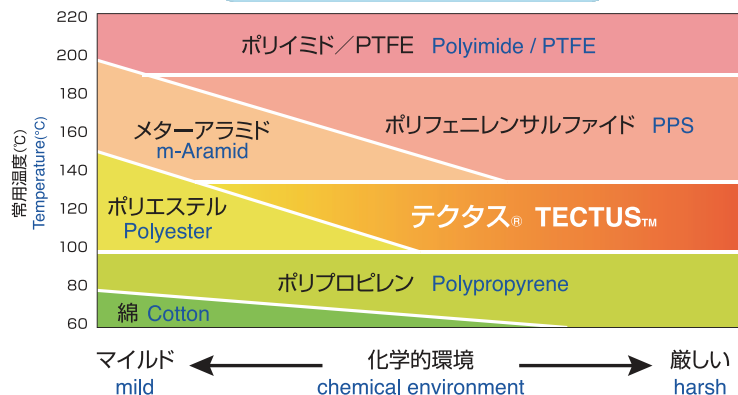 220
200
180
160
140
120
100
80
60
常用温度(℃)
Temperature(°C)
ポリイミド／PTFE Polyimide / PTFE
メターアラミド
m-Aramid
ポリフェニレンサルファイド PPS
ポリエステル
Polyester
テクタス® TECTUS™
ポリプロピレン Polypropyrene
綿 Cotton
マイルド
mild
化学的環境
chemical environment
厳しい
harsh